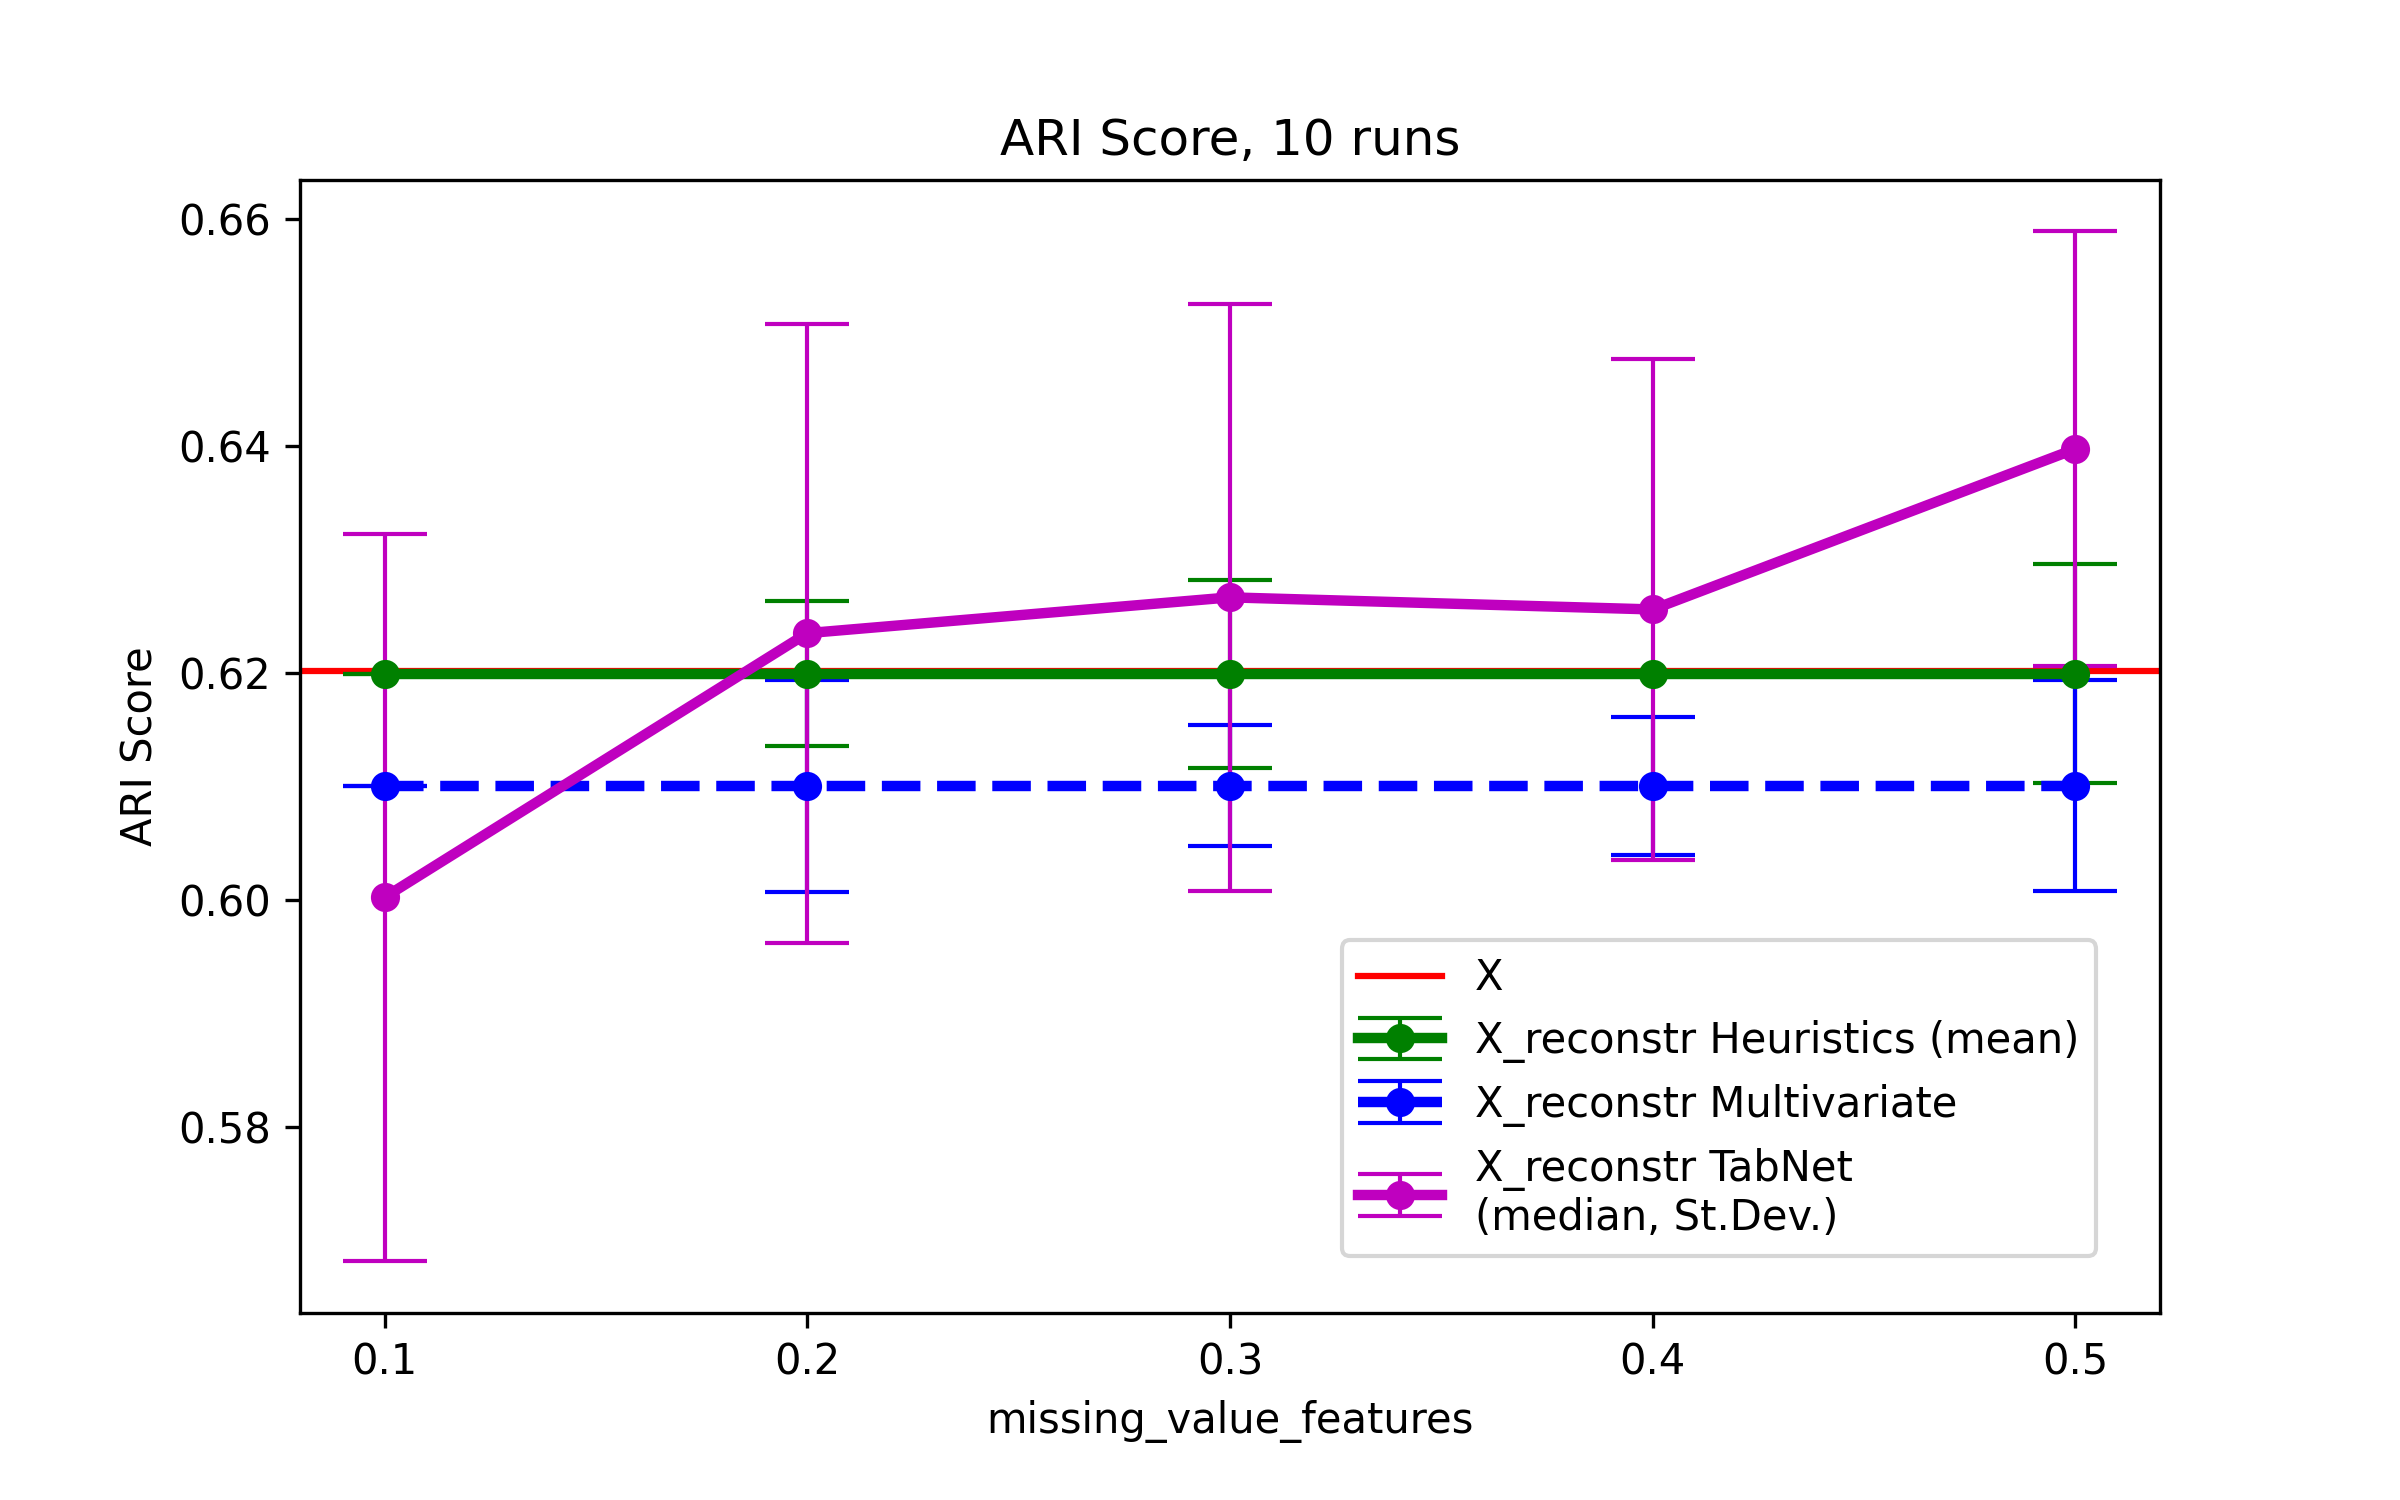 ARI Score, 10 runs
0.66
0.64
0.62
0.60
0.58
ARI Score
0.1
0.2
0.3
0.4
0.5
missing_value_features
X
X_reconstr Heuristics (mean)
X_reconstr Multivariate
X_reconstr TabNet
(median, St.Dev.)